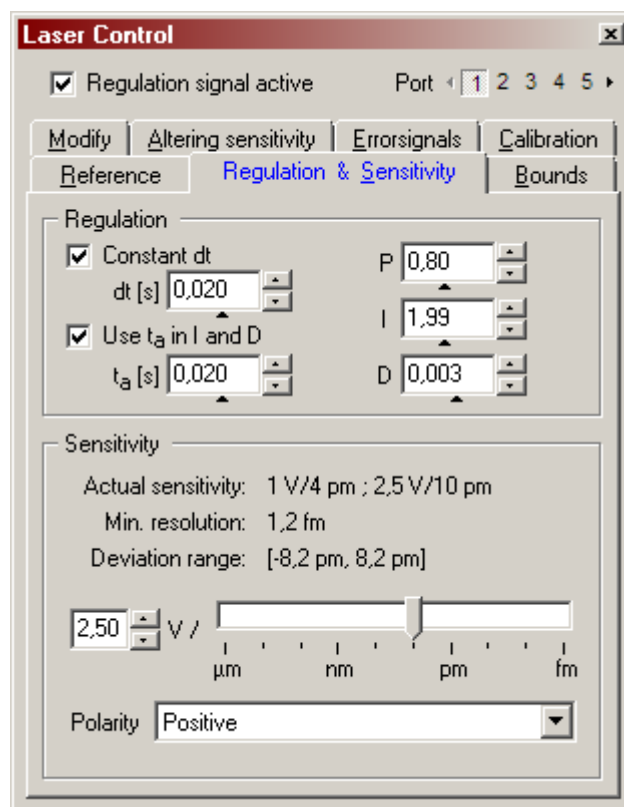 Laser Control
Regulation signal active Port 1 2 3 4 5
Modify Altering sensitivity Errorsignals Calibration
Reference Regulation & Sensitivity Bounds
Regulation
Constant dt P 0,80
dt [s] 0,020
I 1,99
Use ta in I and D
ta [s] 0,020 D 0,003
Sensitivity
Actual sensitivity: 1 V/4 pm ; 2,5 V/10 pm
Min. resolution: 1,2 fm
Deviation range: [-8,2 pm, 8,2 pm]
2,50 V /
µm nm pm fm
Polarity Positive